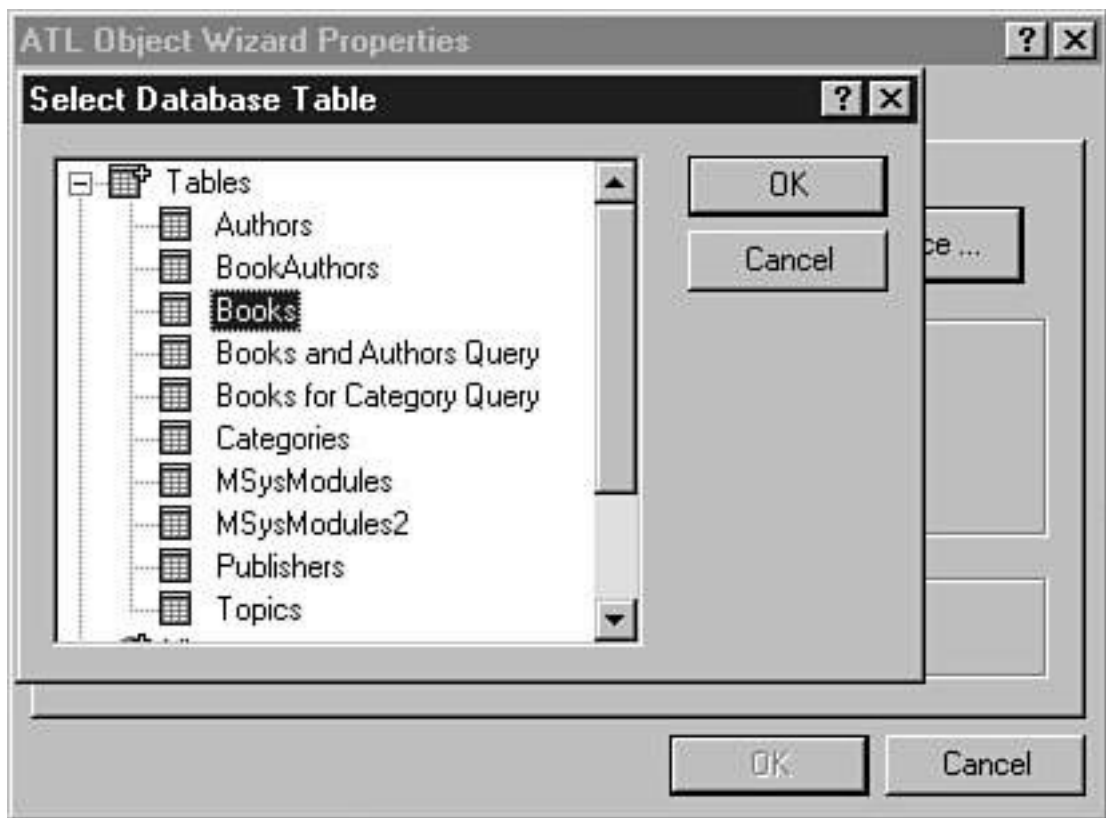 ATL Object Wizard Properties
Select Database Table
Tables
Authors
BookAuthors
Books
Books and Authors Query
Books for Category Query
Categories
MSysModules
MSysModules2
Publishers
Topics
OK
Cancel
ce ...
OK
Cancel